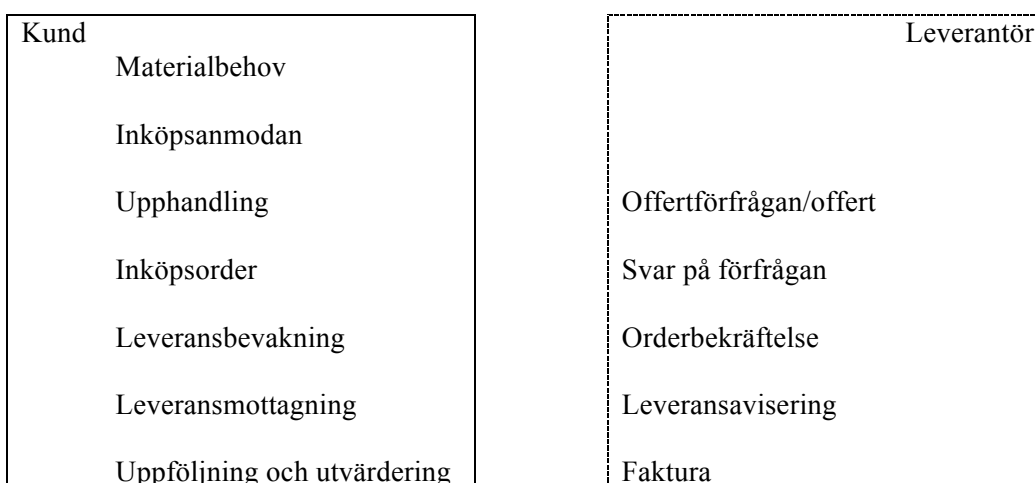 Kund
Materialbehov
Inköpsanmodan
Upphandling
Inköpsorder
Leveransbevakning
Leveransmottagning
Uppföljning och utvärdering
Leverantör
Offertförfrågan/offert
Svar på förfrågan
Orderbekräftelse
Leveransavisering
Faktura